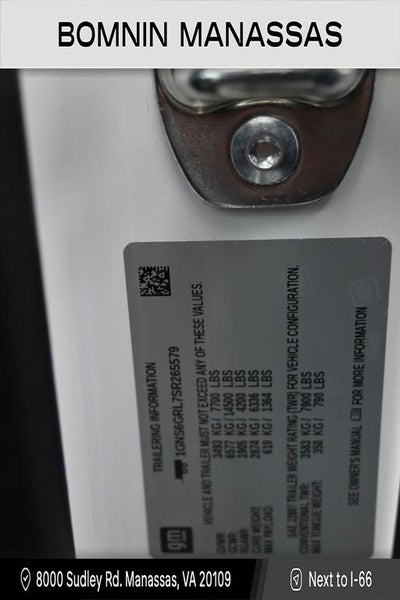 BOMNIN MANASSAS
gm
TRAILERING INFORMATION
1GNS6GRL7SR265579
VEHICLE AND TRAILER MUST NOT EXCEED ANY OF THESE VALUES.
GVWR: 3493 KG / 7700 LBS
GCWR: 6577 KG / 14500 LBS
RGAWR: 1905 KG / 4200 LBS
CURB WEIGHT: 2874 KG / 6336 LBS
MAX PAYLOAD: 619 KG / 1364 LBS
SAE J2807 TRAILER WEIGHT RATING (TWR) FOR VEHICLE CONFIGURATION.
CONVENTIONAL TWR: 3583 KG / 7900 LBS
MAX TONGUE WEIGHT: 358 KG / 790 LBS
SEE OWNER'S MANUAL FOR MORE INFORMATION
8000 Sudley Rd. Manassas, VA 20109
Next to I-66